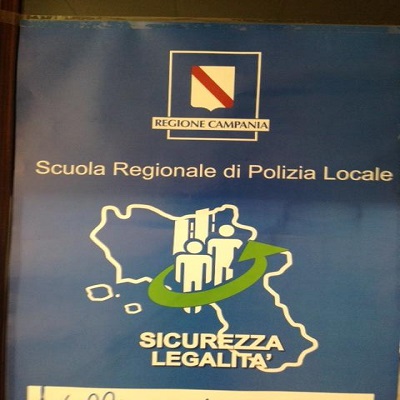 REGIONE CAMPANIA
Scuola Regionale di Polizia Locale
SICUREZZA
LEGALITA'